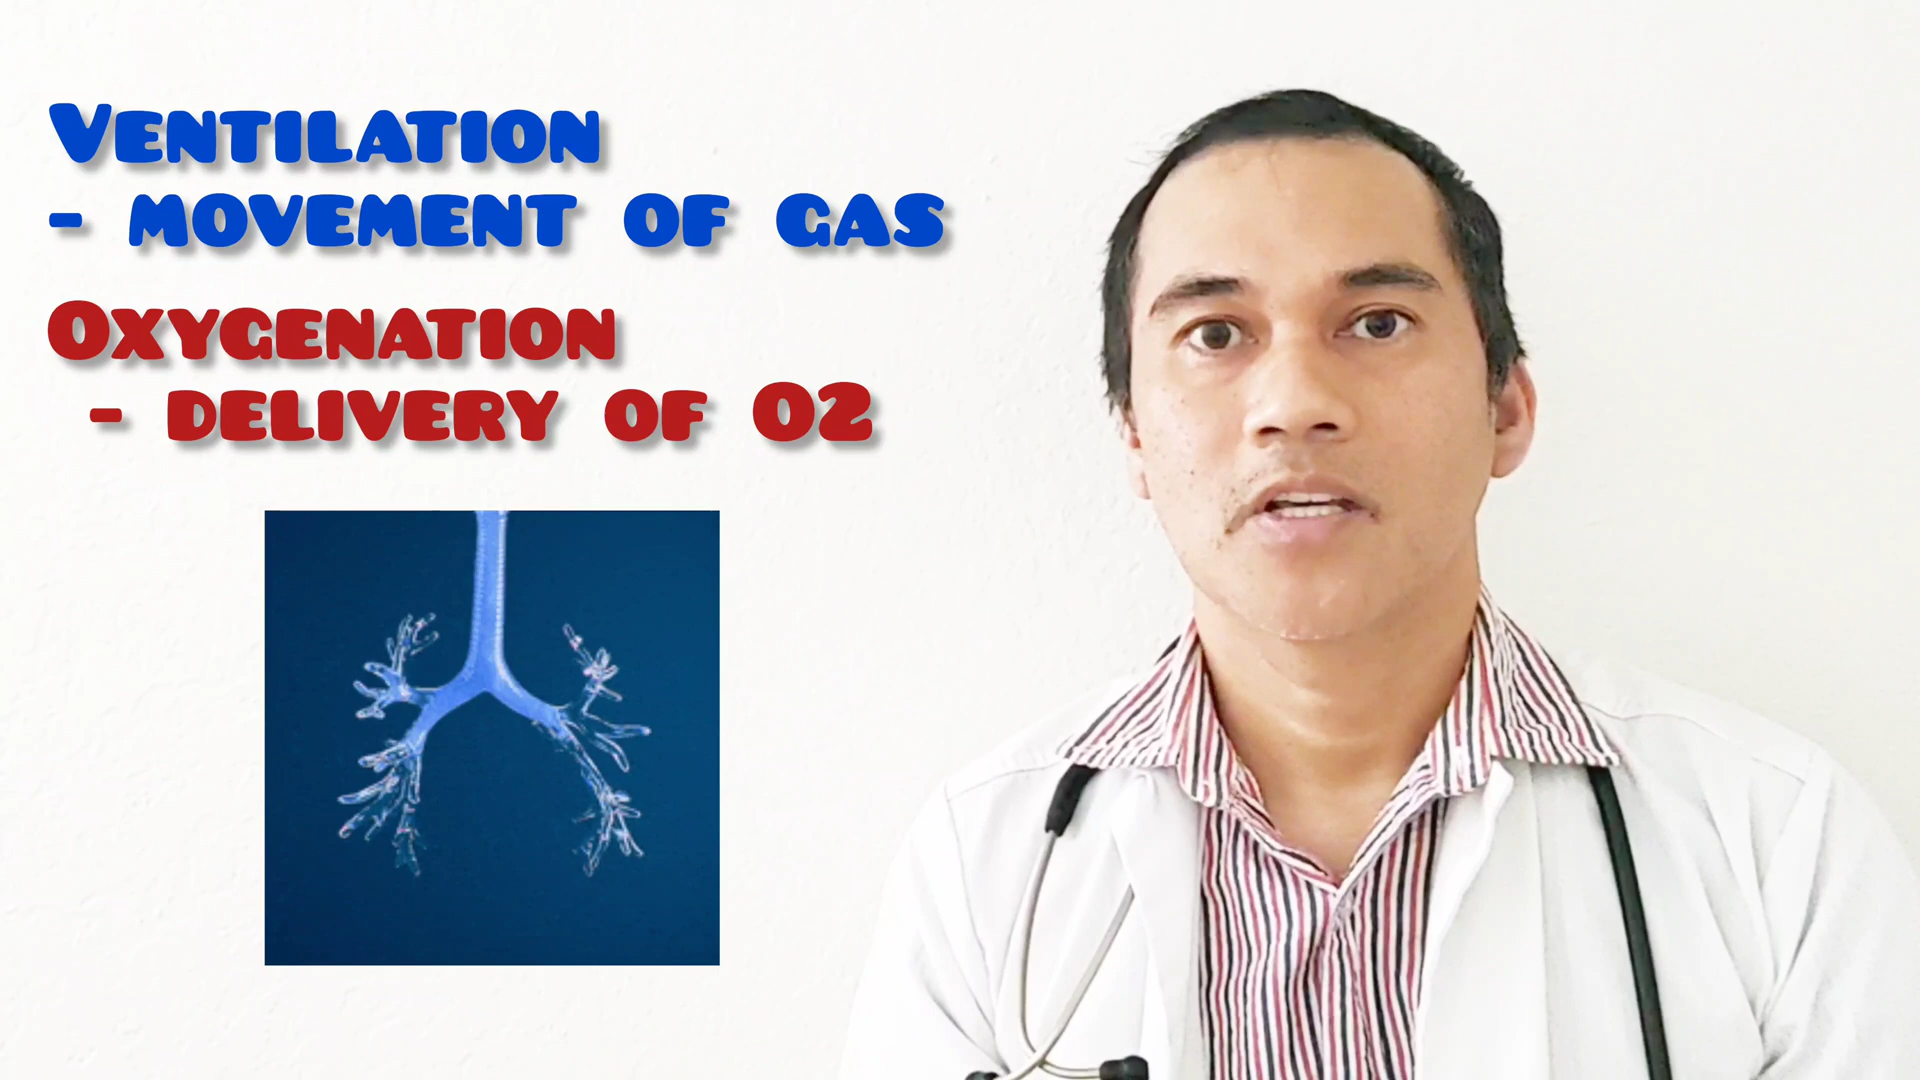 Ventilation
- movement of gas
Oxygenation
- delivery of O2